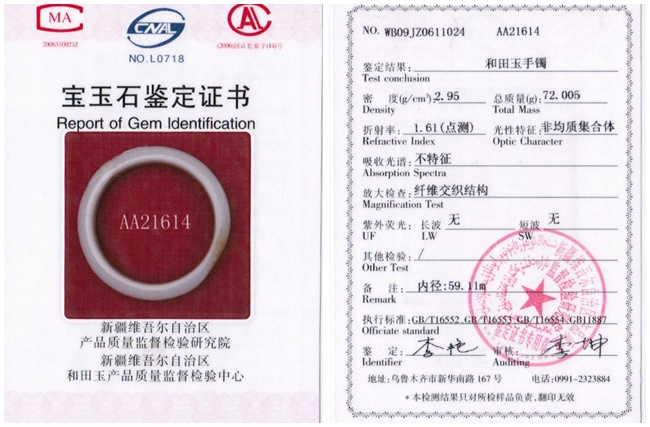 MA
2006310021Z
CNAL
NO.L0718
CAL
宝玉石鉴定证书
Report of Gem Identification
AA21614
新疆维吾尔自治区
产品质量监督检验研究院
新疆维吾尔自治区
和田玉产品质量监督检验中心
NO. WB09JZ0611024 AA21614
鉴定结果: 和田玉手镯
Test conclusion
密 度(g/cm³): 2.95 总质量(g): 72.005
Density Total Mass
折射率: 1.61(点测) 光性特征: 非均质集合体
Refractive Index Optic Character
吸收光谱: 不特征
Absorption Spectra
放大检查: 纤维交织结构
Magnification Test
紫外荧光: 长波 无 短波 无
UF LW SW
其他检验: /
Other Test
备 注: 内径:59.11m
Remark
执行标准: GB/T16552.GB/T16553.GB/T16554.GB11887
Officiate standard
鉴 定: 审核:
Identifier Auditing
地址:乌鲁木齐市新华南路 167 号 电话:0991-2323884
*本检测结果只对所检样品负责,翻印无效